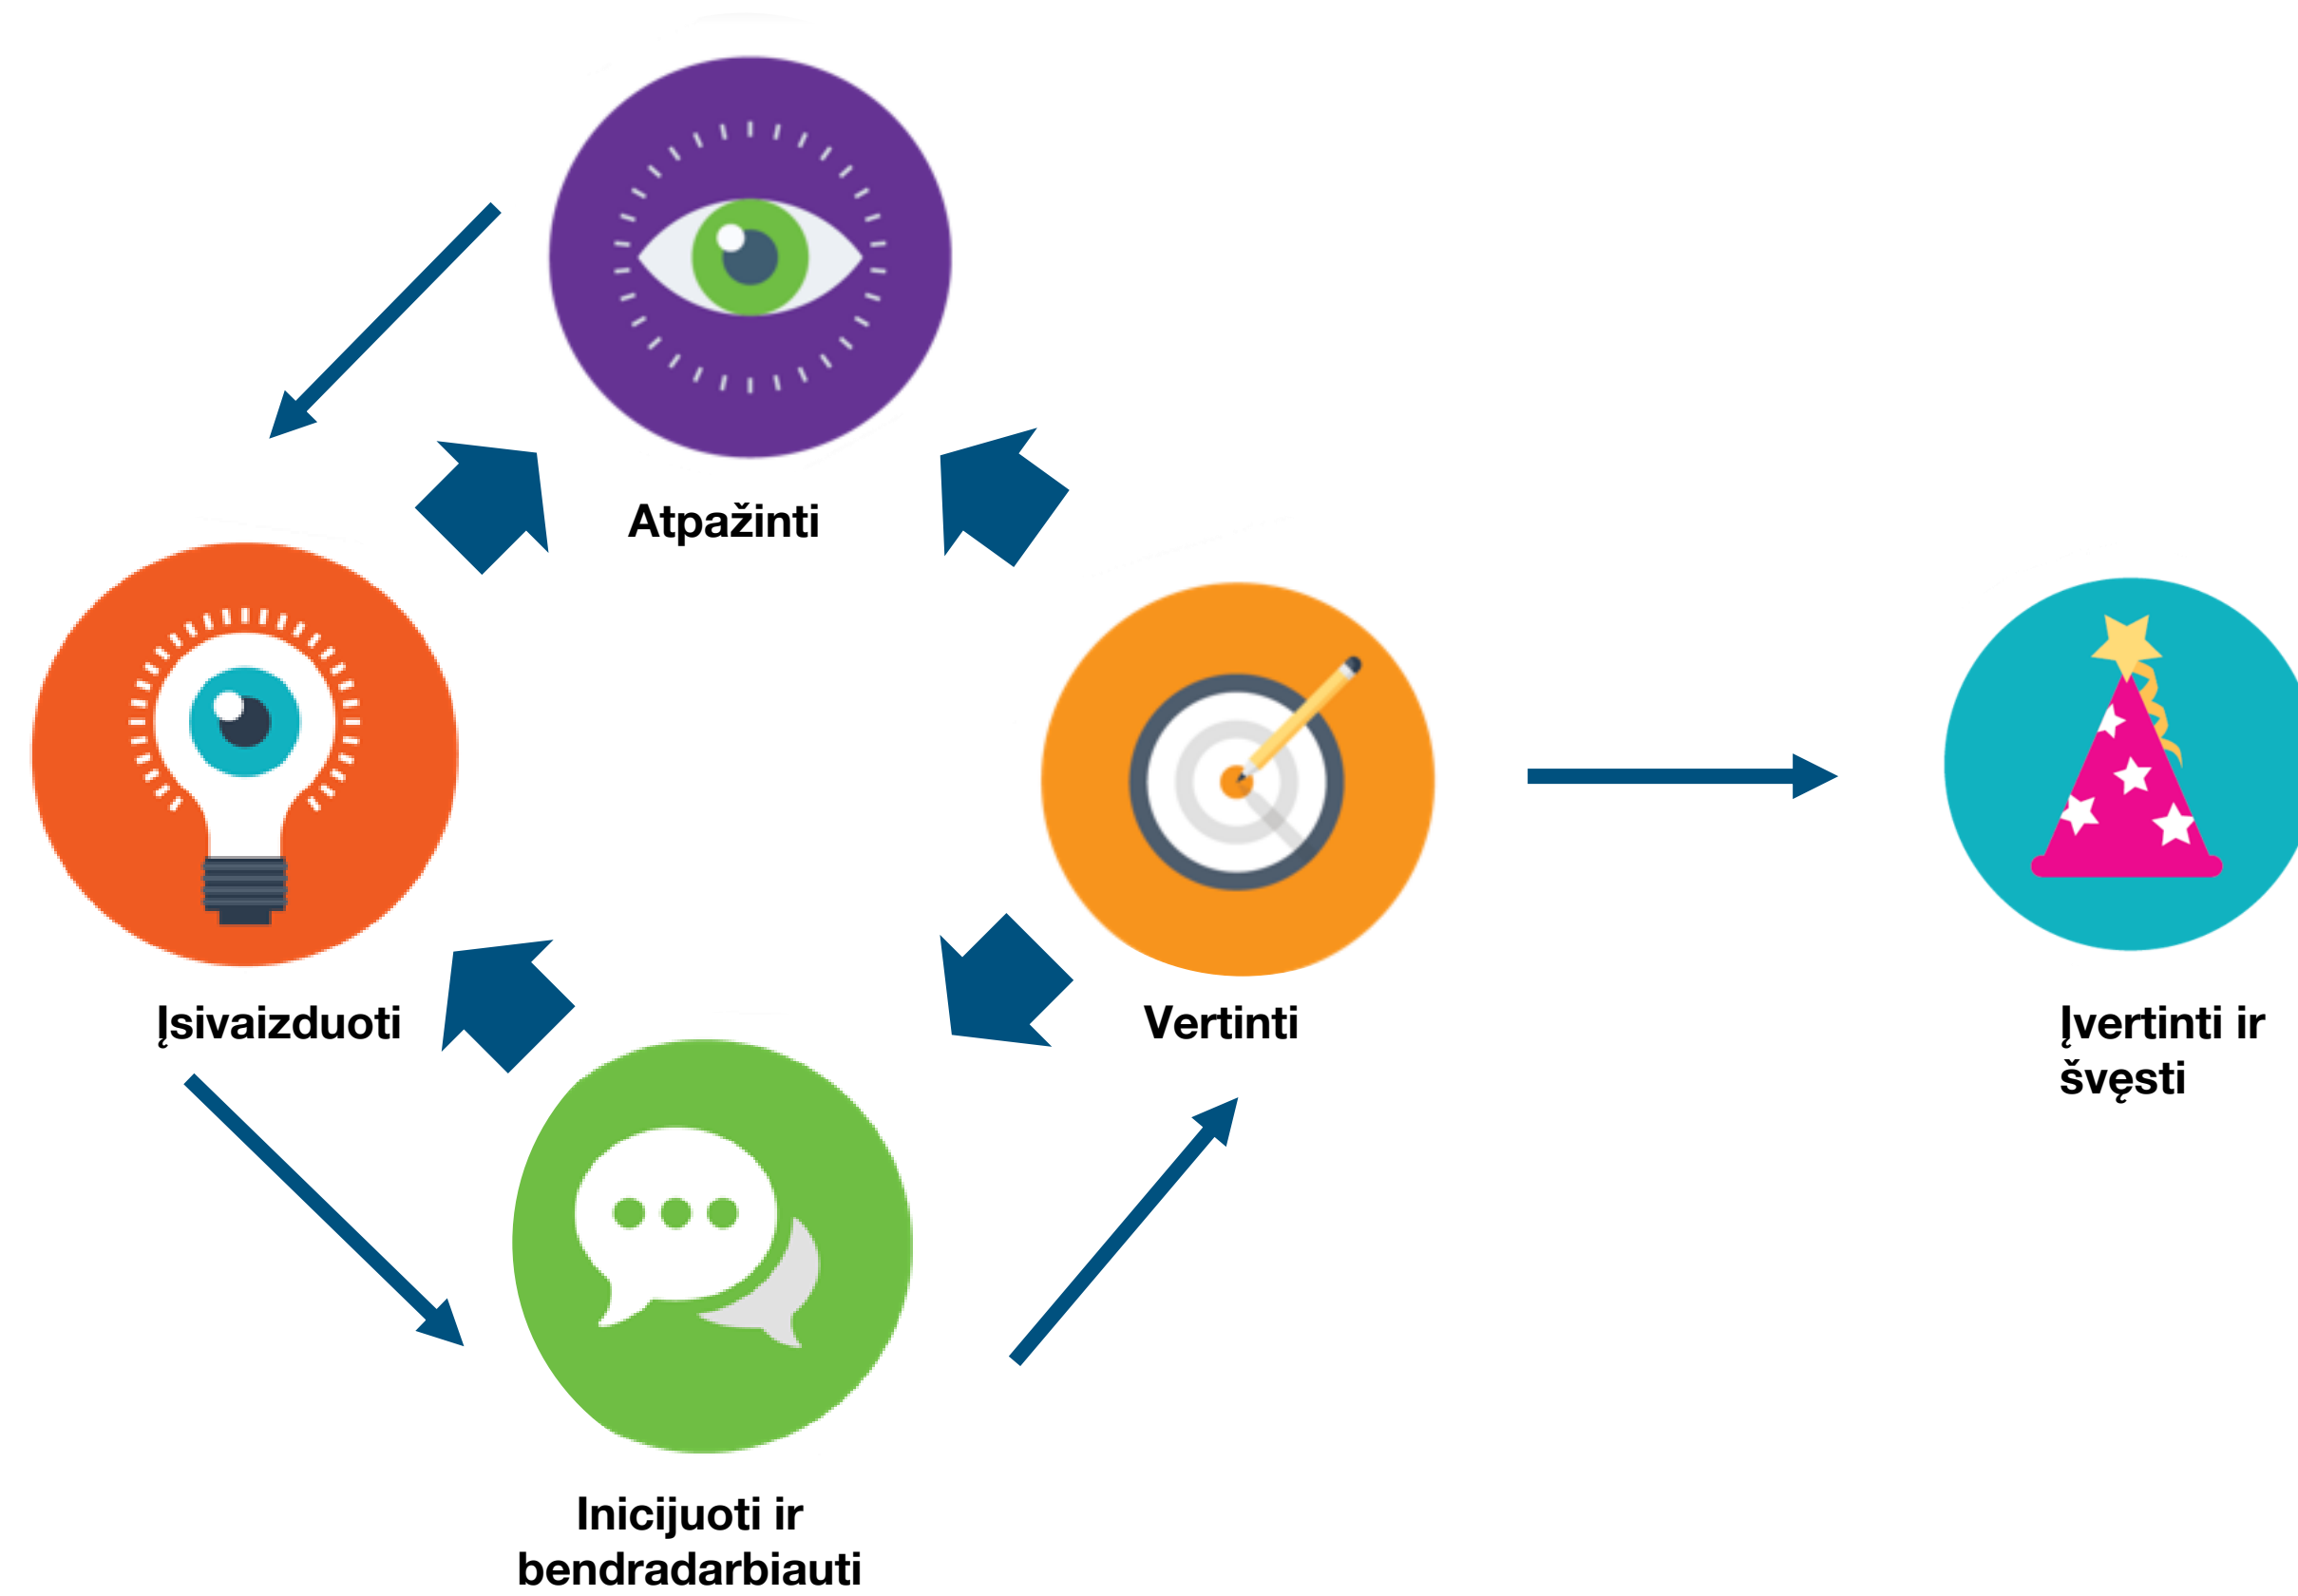 Atpažinti
Įsivaizduoti
Vertinti
Įvertinti ir
švęsti
Inicijuoti ir
bendradarbiauti